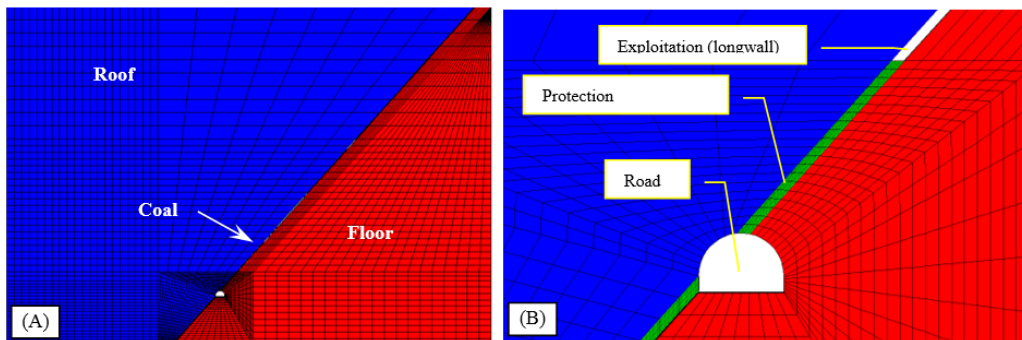 Roof
Coal
Floor
(A)
Exploitation (longwall)
Protection
Road
(B)